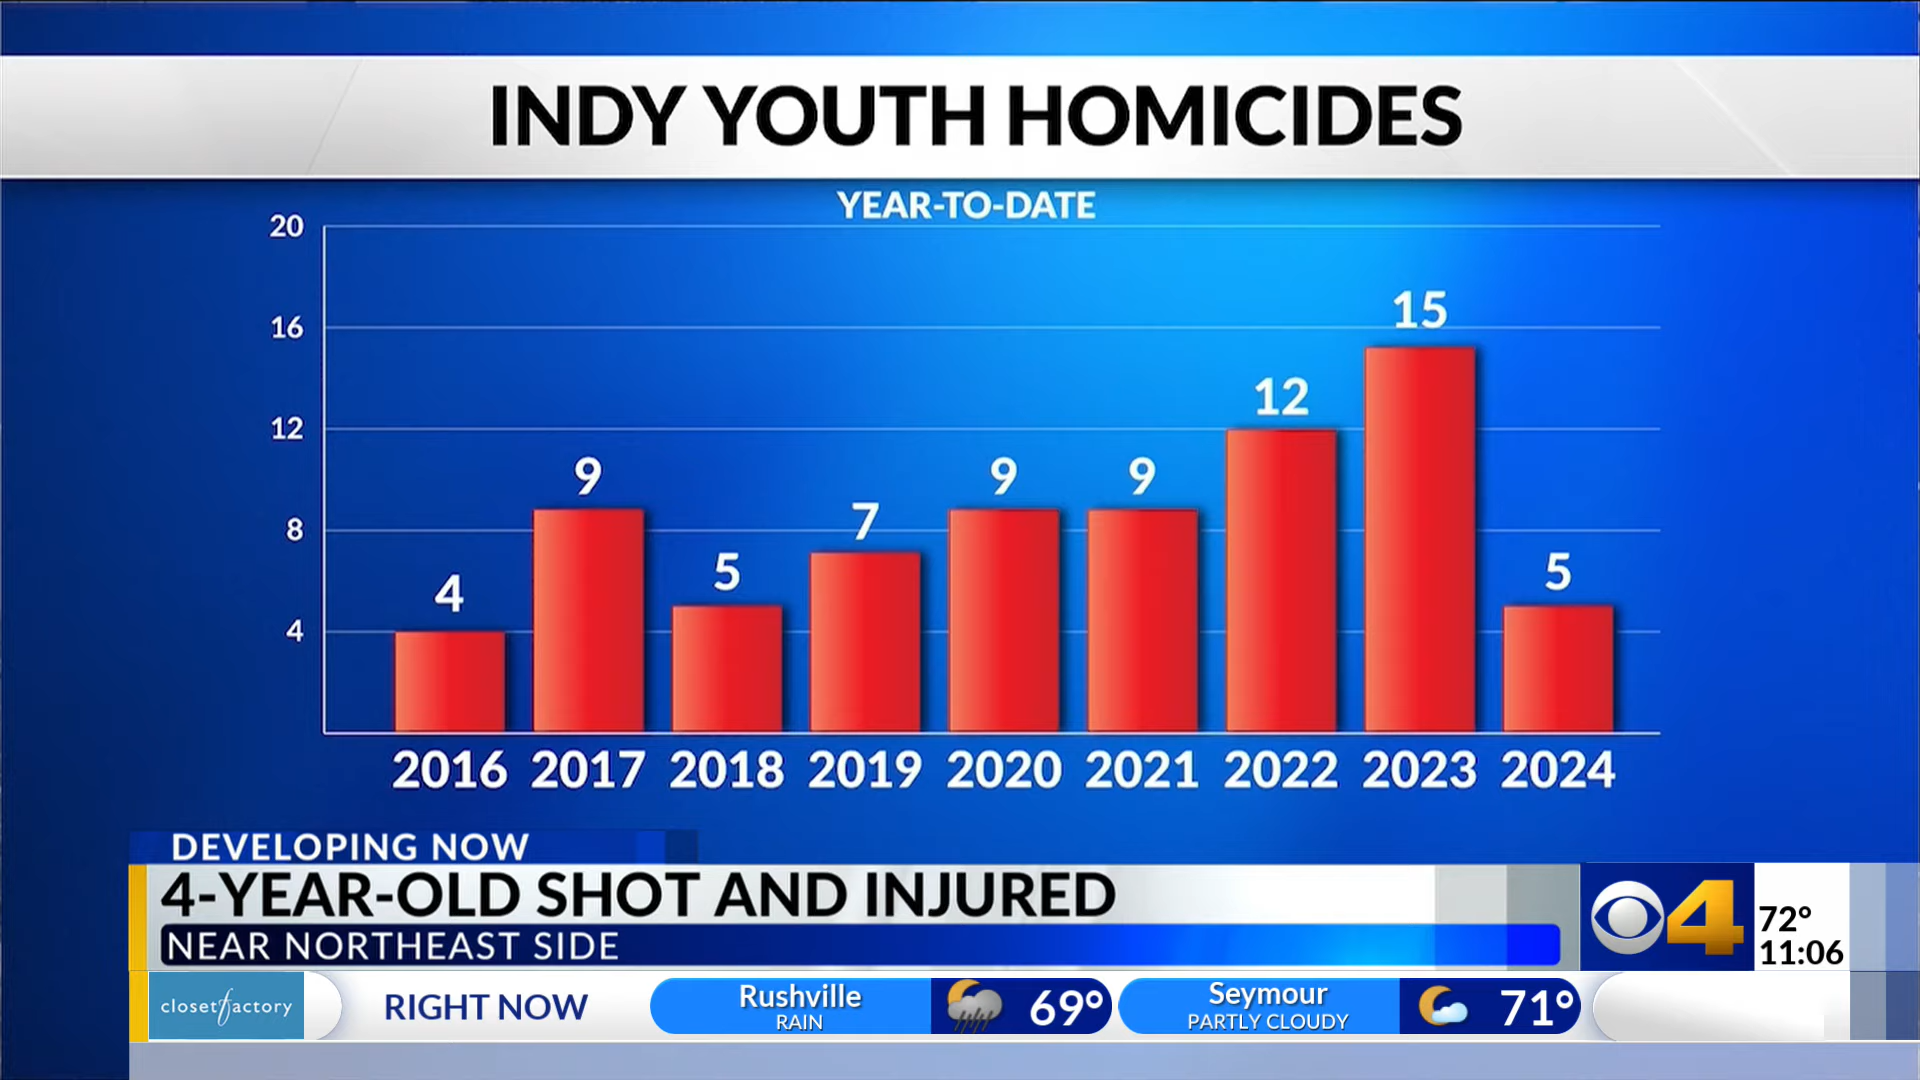 INDY YOUTH HOMICIDES
YEAR-TO-DATE
20
16
12
8
4
4
9
5
7
9
9
12
15
5
2016 2017 2018 2019 2020 2021 2022 2023 2024
DEVELOPING NOW
4-YEAR-OLD SHOT AND INJURED
NEAR NORTHEAST SIDE
4
72°
11:06
closetfactory
RIGHT NOW
Rushville
RAIN
69°
Seymour
PARTLY CLOUDY
71°